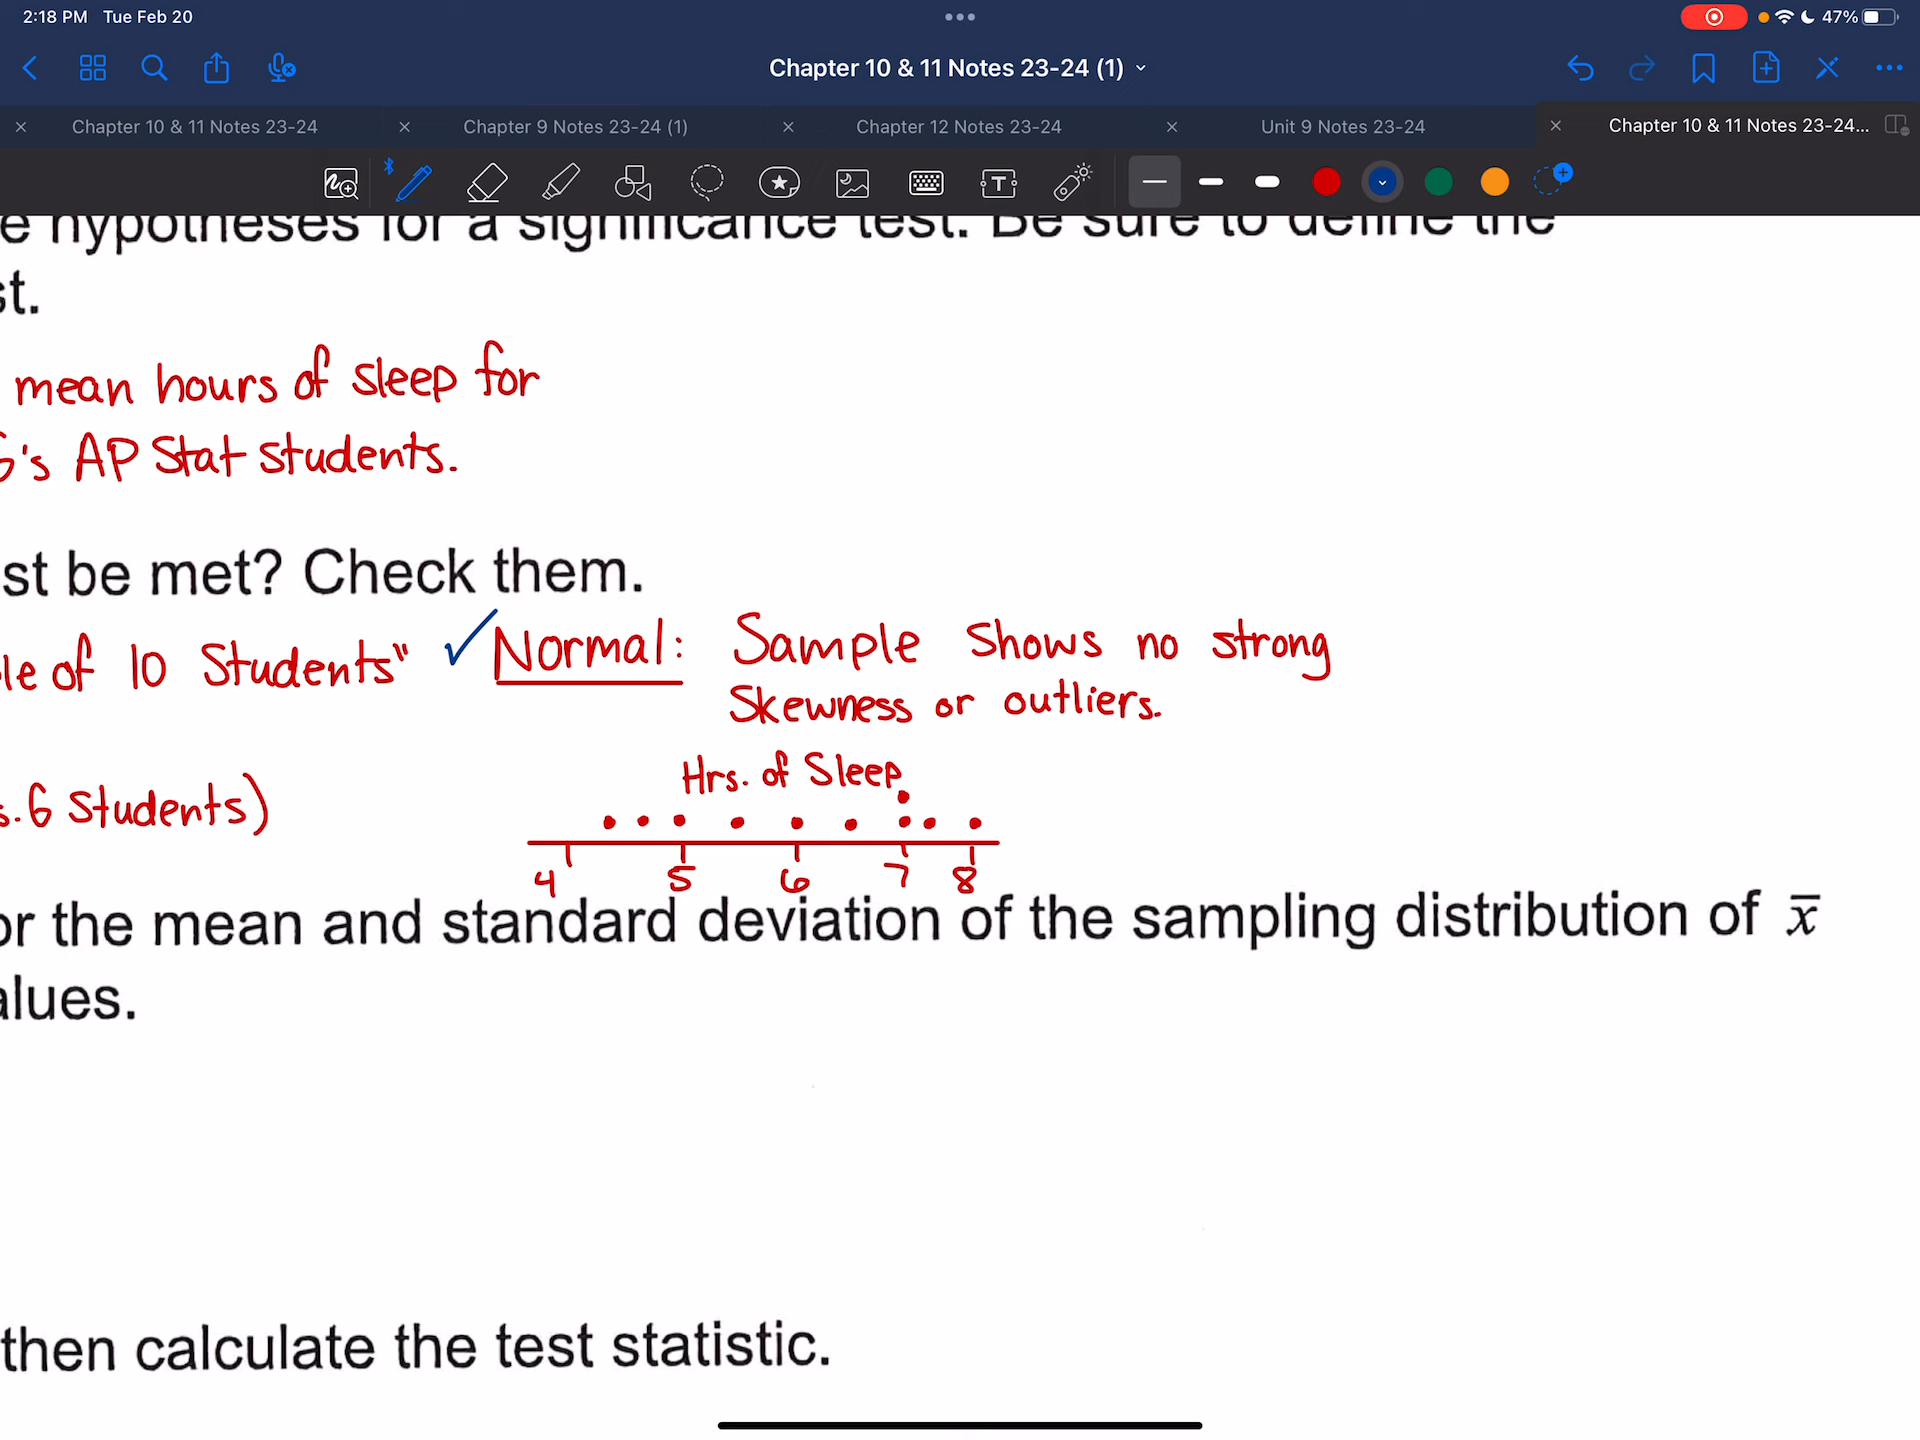 2:18 PM Tue Feb 20
47%
Chapter 10 & 11 Notes 23-24 (1)
Chapter 10 & 11 Notes 23-24
Chapter 9 Notes 23-24 (1)
Chapter 12 Notes 23-24
Unit 9 Notes 23-24
Chapter 10 & 11 Notes 23-24...
e hypotheses for a significance test. Be sure to define the
st.
mean hours of sleep for
G's AP Stat students.
st be met? Check them.
le of 10 Students" ✓ Normal: Sample shows no strong
skewness or outliers.
Hrs. of Sleep
s. 6 Students)
4 5 6 7 8
or the mean and standard deviation of the sampling distribution of x̅
alues.
then calculate the test statistic.